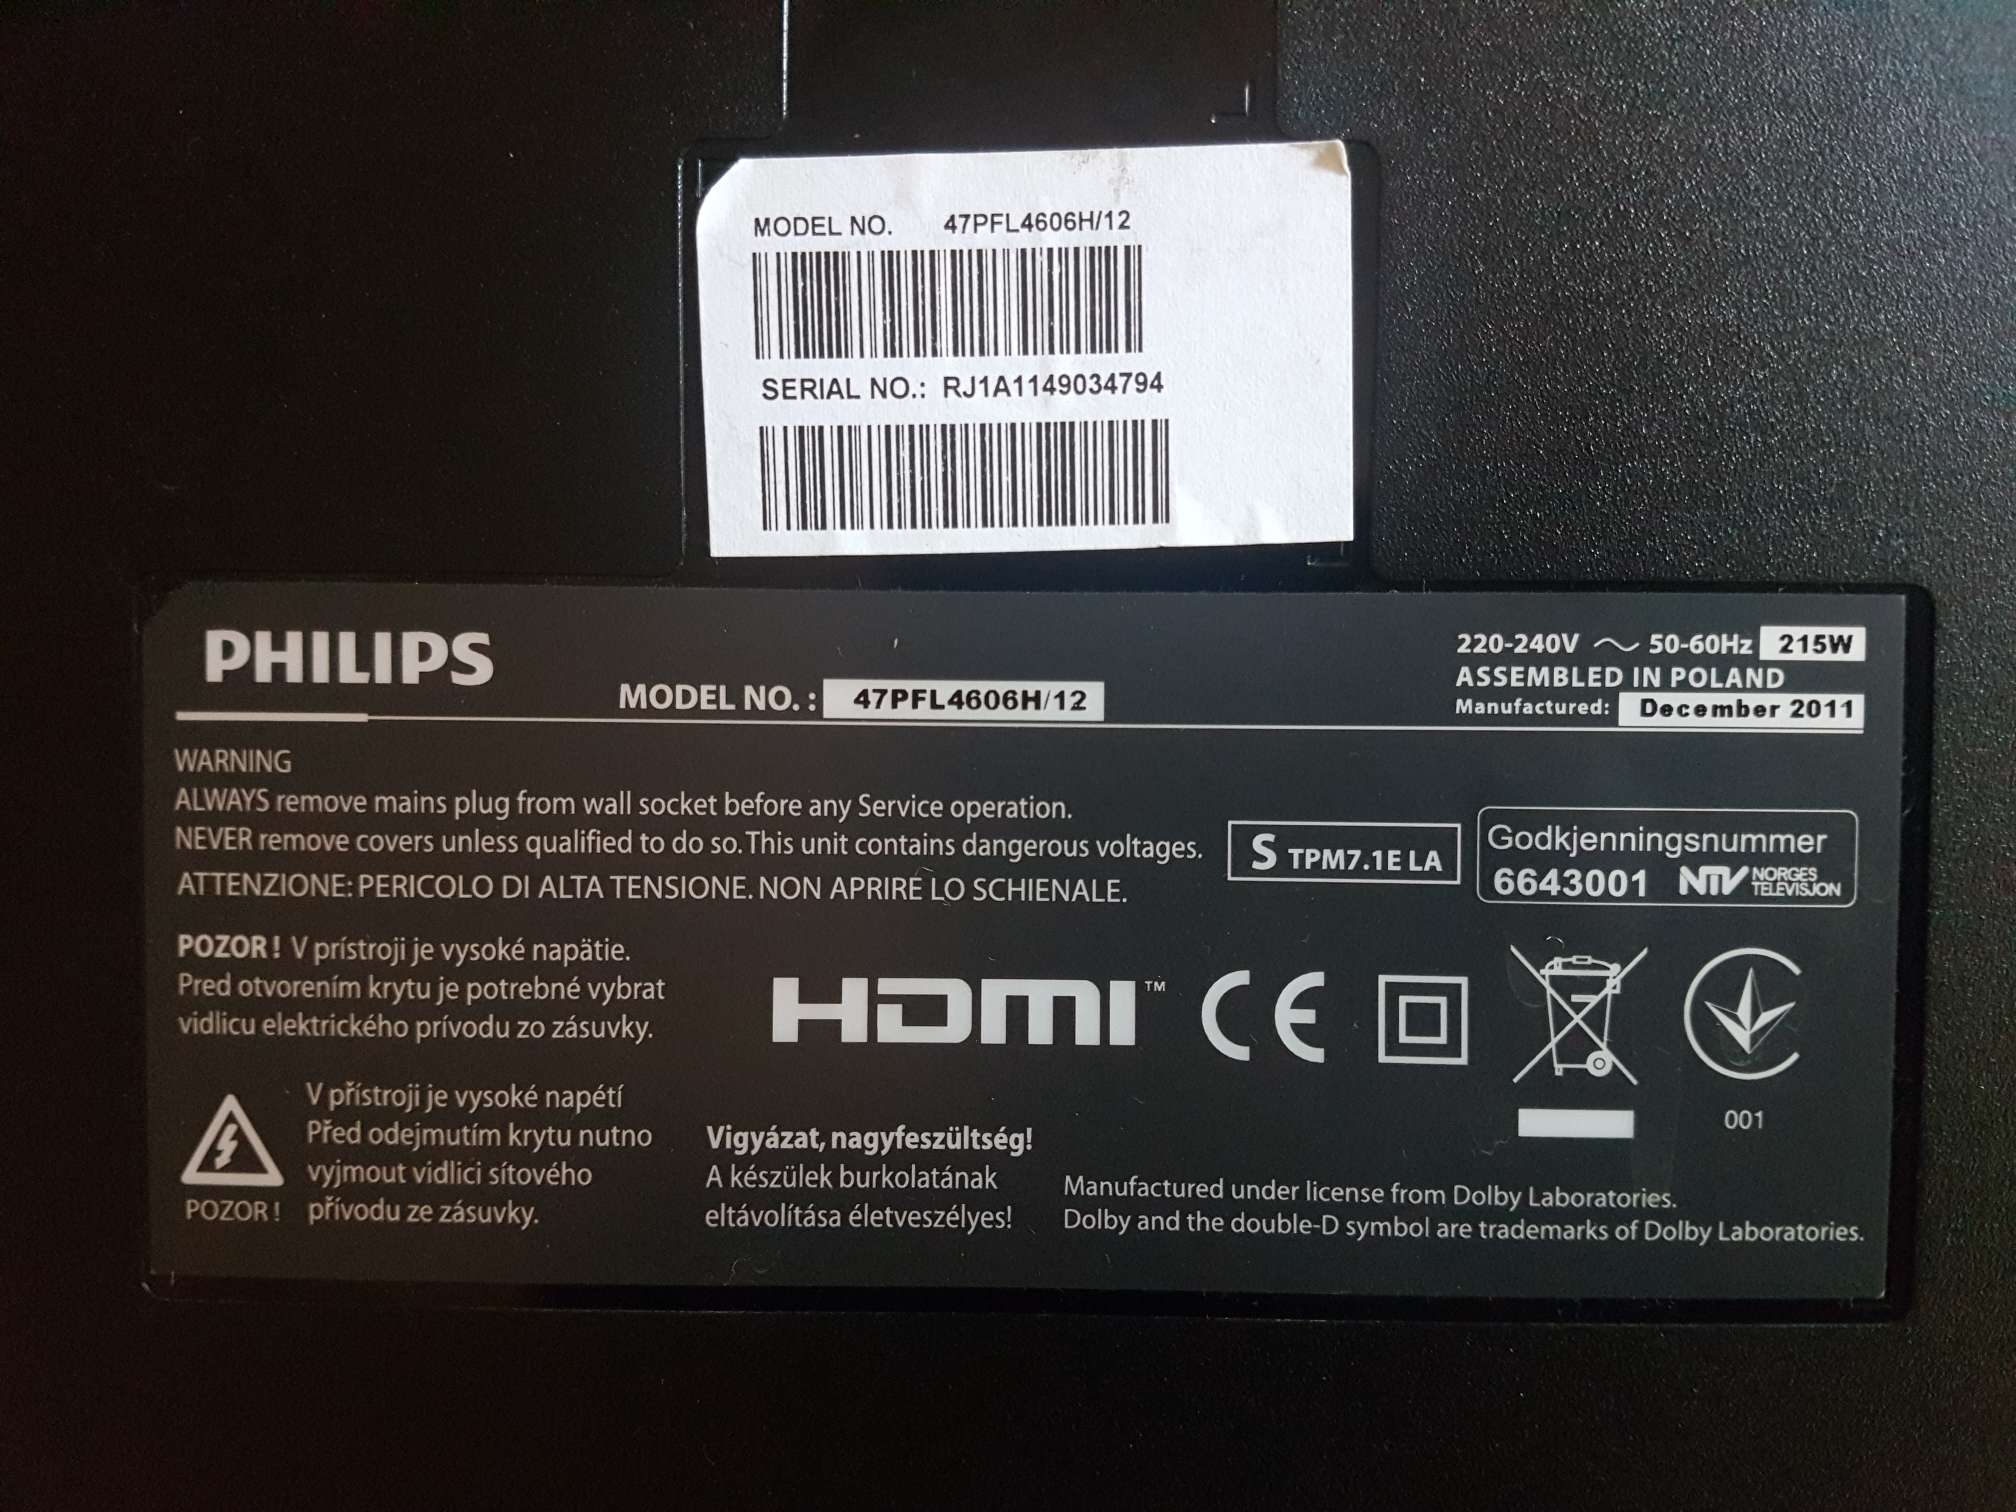 MODEL NO. 47PFL4606H/12
SERIAL NO.: RJ1A1149034794
PHILIPS
MODEL NO. : 47PFL4606H/12
220-240V ～ 50-60Hz 215W
ASSEMBLED IN POLAND
Manufactured: December 2011
WARNING
ALWAYS remove mains plug from wall socket before any Service operation.
NEVER remove covers unless qualified to do so. This unit contains dangerous voltages.
ATTENZIONE: PERICOLO DI ALTA TENSIONE. NON APRIRE LO SCHIENALE.
S TPM7.1E LA
Godkjenningsnummer
6643001 NTV NORGES TELEVISJON
POZOR! V prístroji je vysoké napätie.
Pred otvorením krytu je potrebné vybrat
vidlicu elektrického prívodu zo zásuvky.
HDMI™ CE
001
POZOR!
V přístroji je vysoké napétí
Před odejmutím krytu nutno
vyjmout vidlici sítového
přívodu ze zásuvky.
Vigyázat, nagyfeszültség!
A készülek burkolatának
eltávolítása életveszélyes!
Manufactured under license from Dolby Laboratories.
Dolby and the double-D symbol are trademarks of Dolby Laboratories.